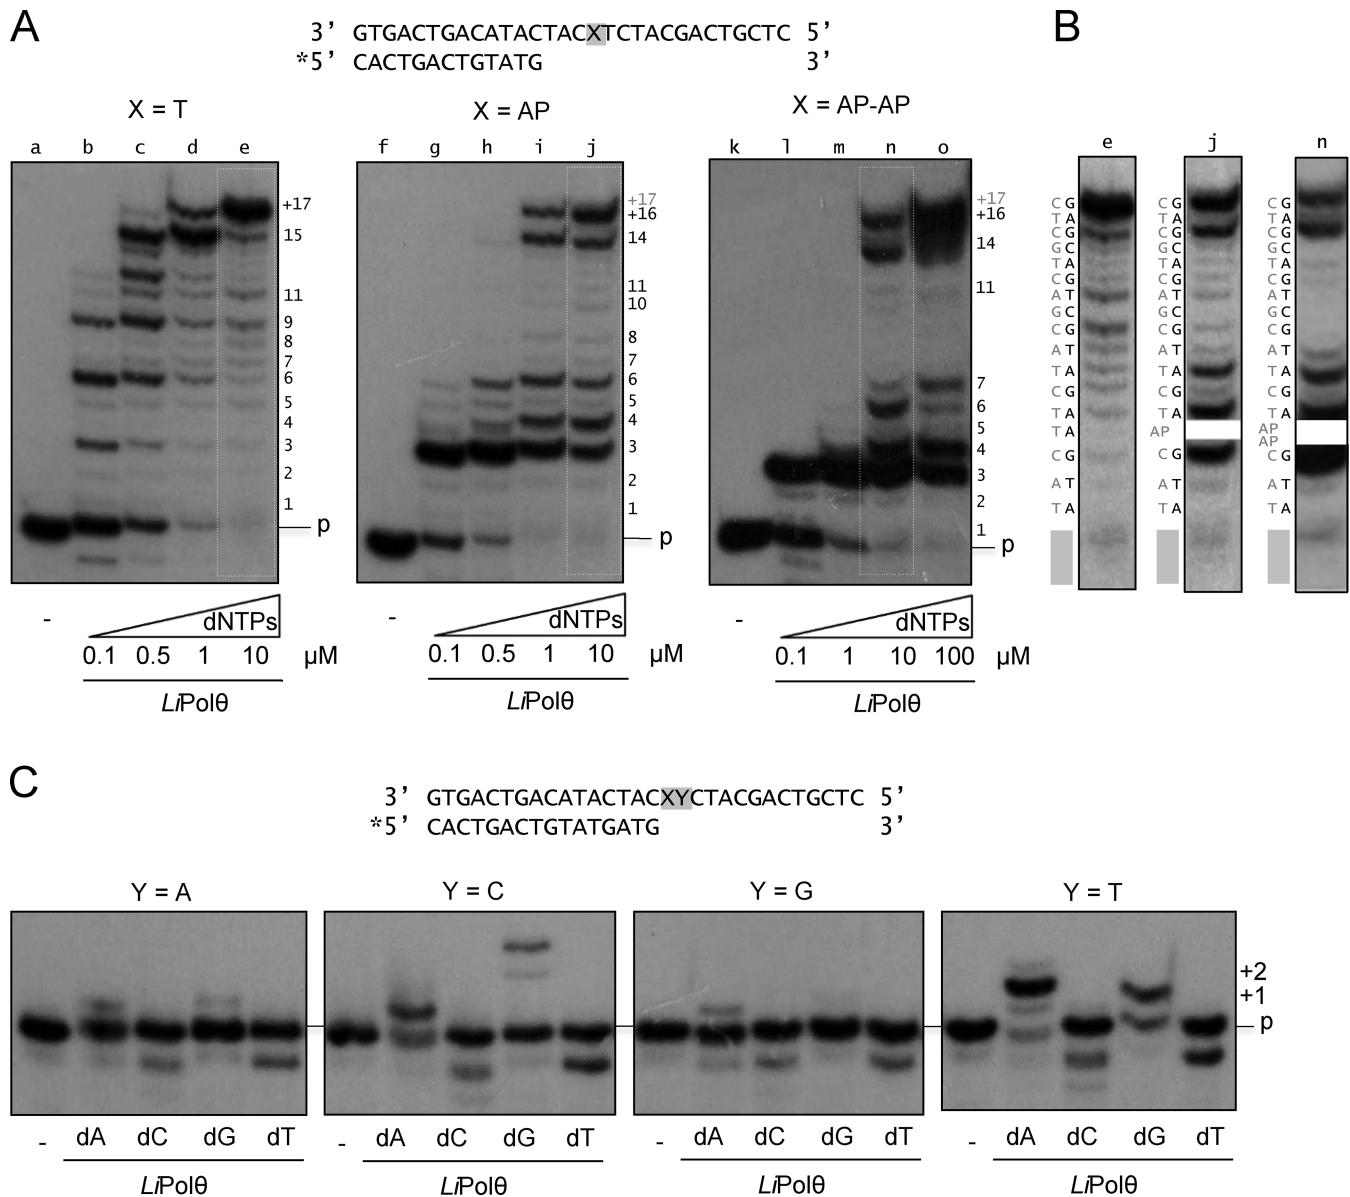 A
3’ GTGACTGACATACTACXTCTACGACTGCTC 5’
*5’ CACTGACTGTATG 3’
X = T
a b c d e
+17
15
11
9
8
7
6
5
4
3
2
1
p
- dNTPs
0.1 0.5 1 10 µM
LiPolθ
X = AP
f g h i j
+17
+16
14
11
10
8
7
6
5
4
3
2
1
p
- dNTPs
0.1 0.5 1 10 µM
LiPolθ
X = AP-AP
k l m n o
+17
+16
14
11
7
6
5
4
3
2
1
p
- dNTPs
0.1 1 10 100 µM
LiPolθ
B
e
C G
T A
C G
G C
T A
C G
A T
G C
C G
A T
T A
C G
T A
T A
C G
A T
T A
j
C G
T A
C G
G C
T A
C G
A T
G C
C G
A T
T A
C G
T A
AP
C G
A T
T A
n
C G
T A
C G
G C
T A
C G
A T
G C
C G
A T
T A
C G
T A
AP
AP
C G
A T
T A
C
3’ GTGACTGACATACTACXYCTACGACTGCTC 5’
*5’ CACTGACTGTATGATG 3’
Y = A
- dA dC dG dT
LiPolθ
Y = C
- dA dC dG dT
LiPolθ
Y = G
- dA dC dG dT
LiPolθ
Y = T
+2
+1
p
- dA dC dG dT
LiPolθ